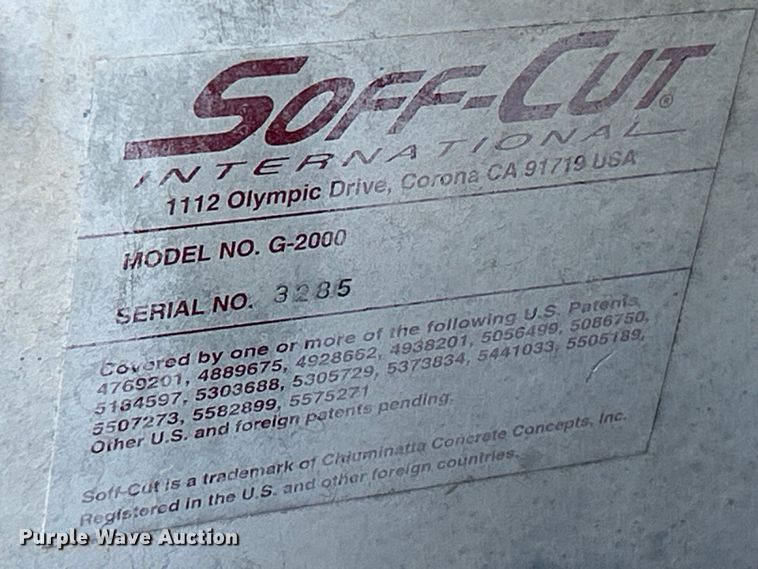 SOFF-CUT®
INTERNATIONAL
1112 Olympic Drive, Corona CA 91719 USA
MODEL NO. G-2000
SERIAL NO. 3285
Covered by one or more of the following U.S. Patents
4769201, 4889675, 4928662, 4938201, 5056499, 5086750,
5184597, 5303688, 5305729, 5373834, 5441033, 5505189,
5507273, 5582899, 5575271
Other U.S. and foreign patents pending.
Soff-Cut is a trademark of Chiuminatta Concrete Concepts, Inc.
Registered in the U.S. and other foreign countries.
Purple Wave Auction